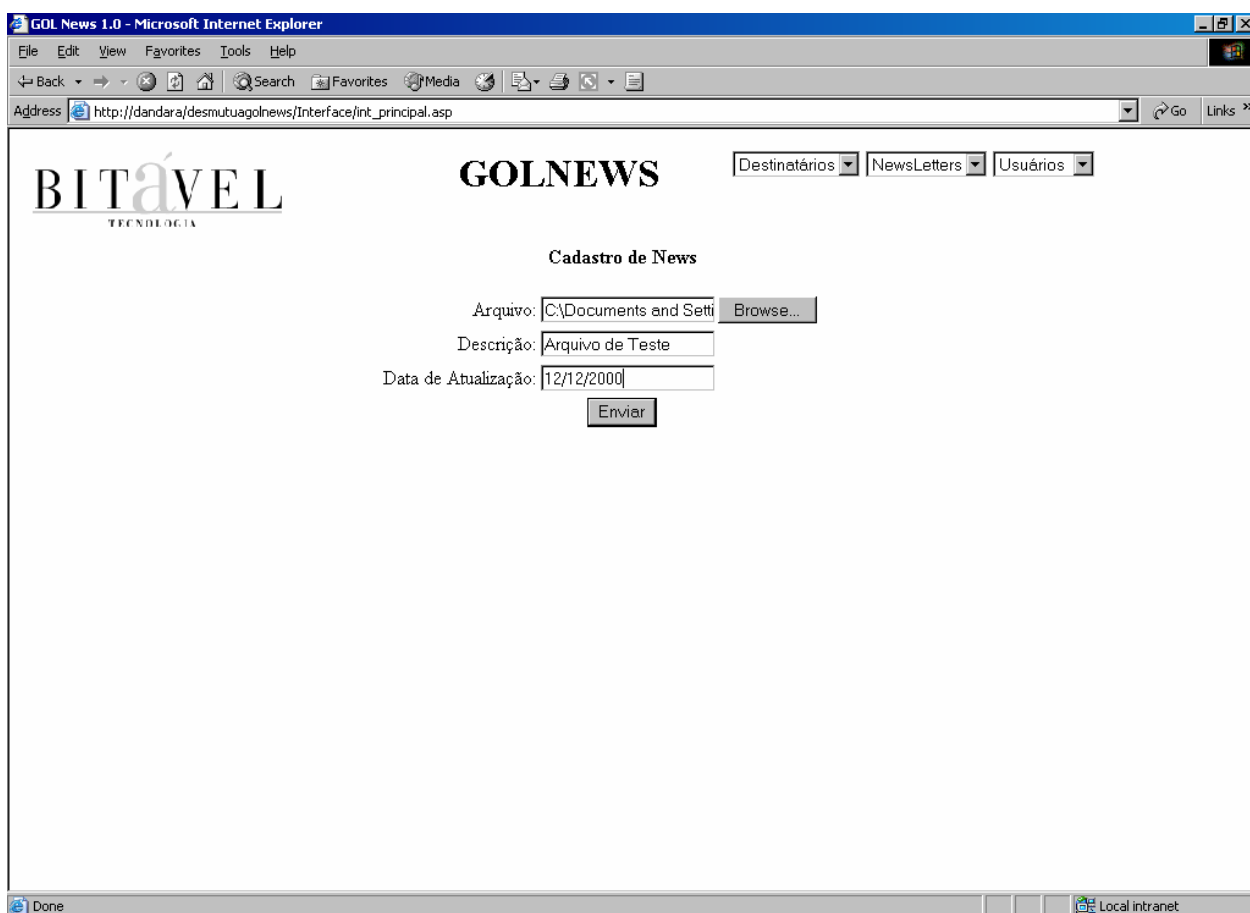 GOL News 1.0 - Microsoft Internet Explorer
File Edit View Favorites Tools Help
Back Search Favorites Media
Address http://dandara/desmutuagolnews/Interface/int_principal.asp Go Links »
BITáVEL
TECNOLOGIA
GOLNEWS
Destinatários NewsLetters Usuários
Cadastro de News
Arquivo: C:\Documents and Setti Browse...
Descrição: Arquivo de Teste
Data de Atualização: 12/12/2000
Enviar
Done Local intranet